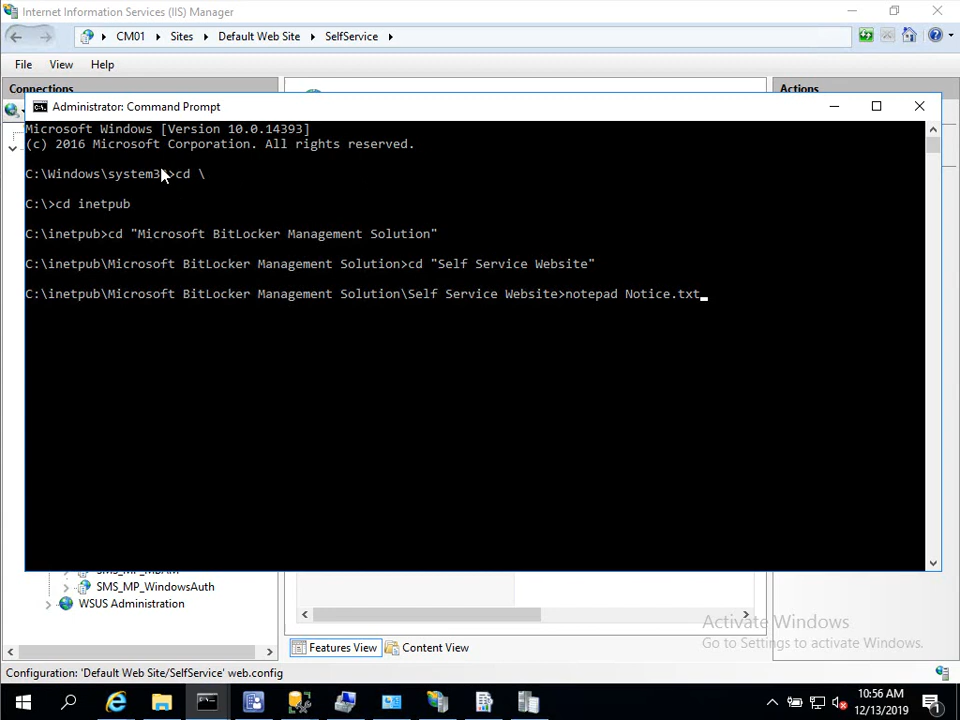 Internet Information Services (IIS) Manager
CM01 Sites Default Web Site SelfService
File View Help
Connections
Actions
Administrator: Command Prompt
Microsoft Windows [Version 10.0.14393]
(c) 2016 Microsoft Corporation. All rights reserved.
C:\Windows\system3>cd \
C:\>cd inetpub
C:\inetpub>cd "Microsoft BitLocker Management Solution"
C:\inetpub\Microsoft BitLocker Management Solution>cd "Self Service Website"
C:\inetpub\Microsoft BitLocker Management Solution\Self Service Website>notepad Notice.txt
SMS_MP_MBAM
SMS_MP_WindowsAuth
WSUS Administration
Features View Content View
Activate Windows
Go to Settings to activate Windows.
Configuration: 'Default Web Site/SelfService' web.config
10:56 AM
12/13/2019
1